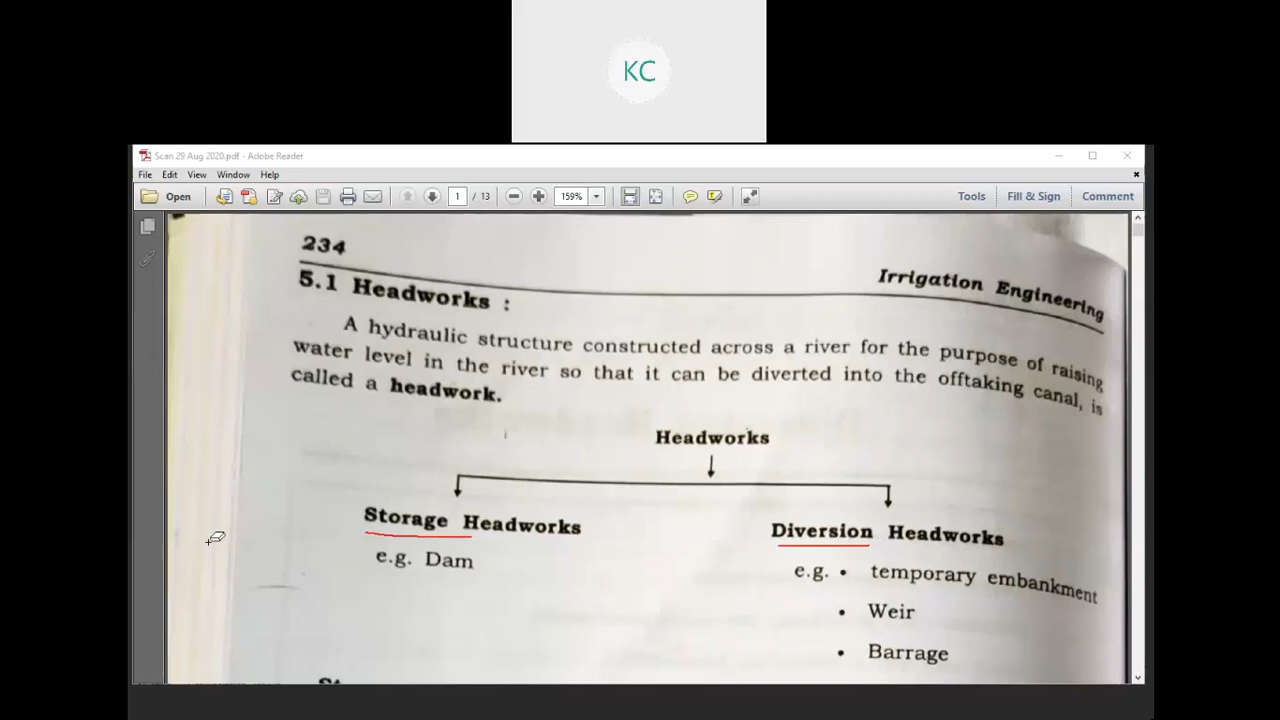 KC
Scan 29 Aug 2020.pdf - Adobe Reader
File Edit View Window Help
Open 1 / 13 159% Tools Fill & Sign Comment
234
Irrigation Engineering
5.1 Headworks :
A hydraulic structure constructed across a river for the purpose of raising
water level in the river so that it can be diverted into the offtaking canal, is
called a headwork.
Headworks
Storage Headworks
Diversion Headworks
e.g. Dam
e.g. • temporary embankment
• Weir
• Barrage